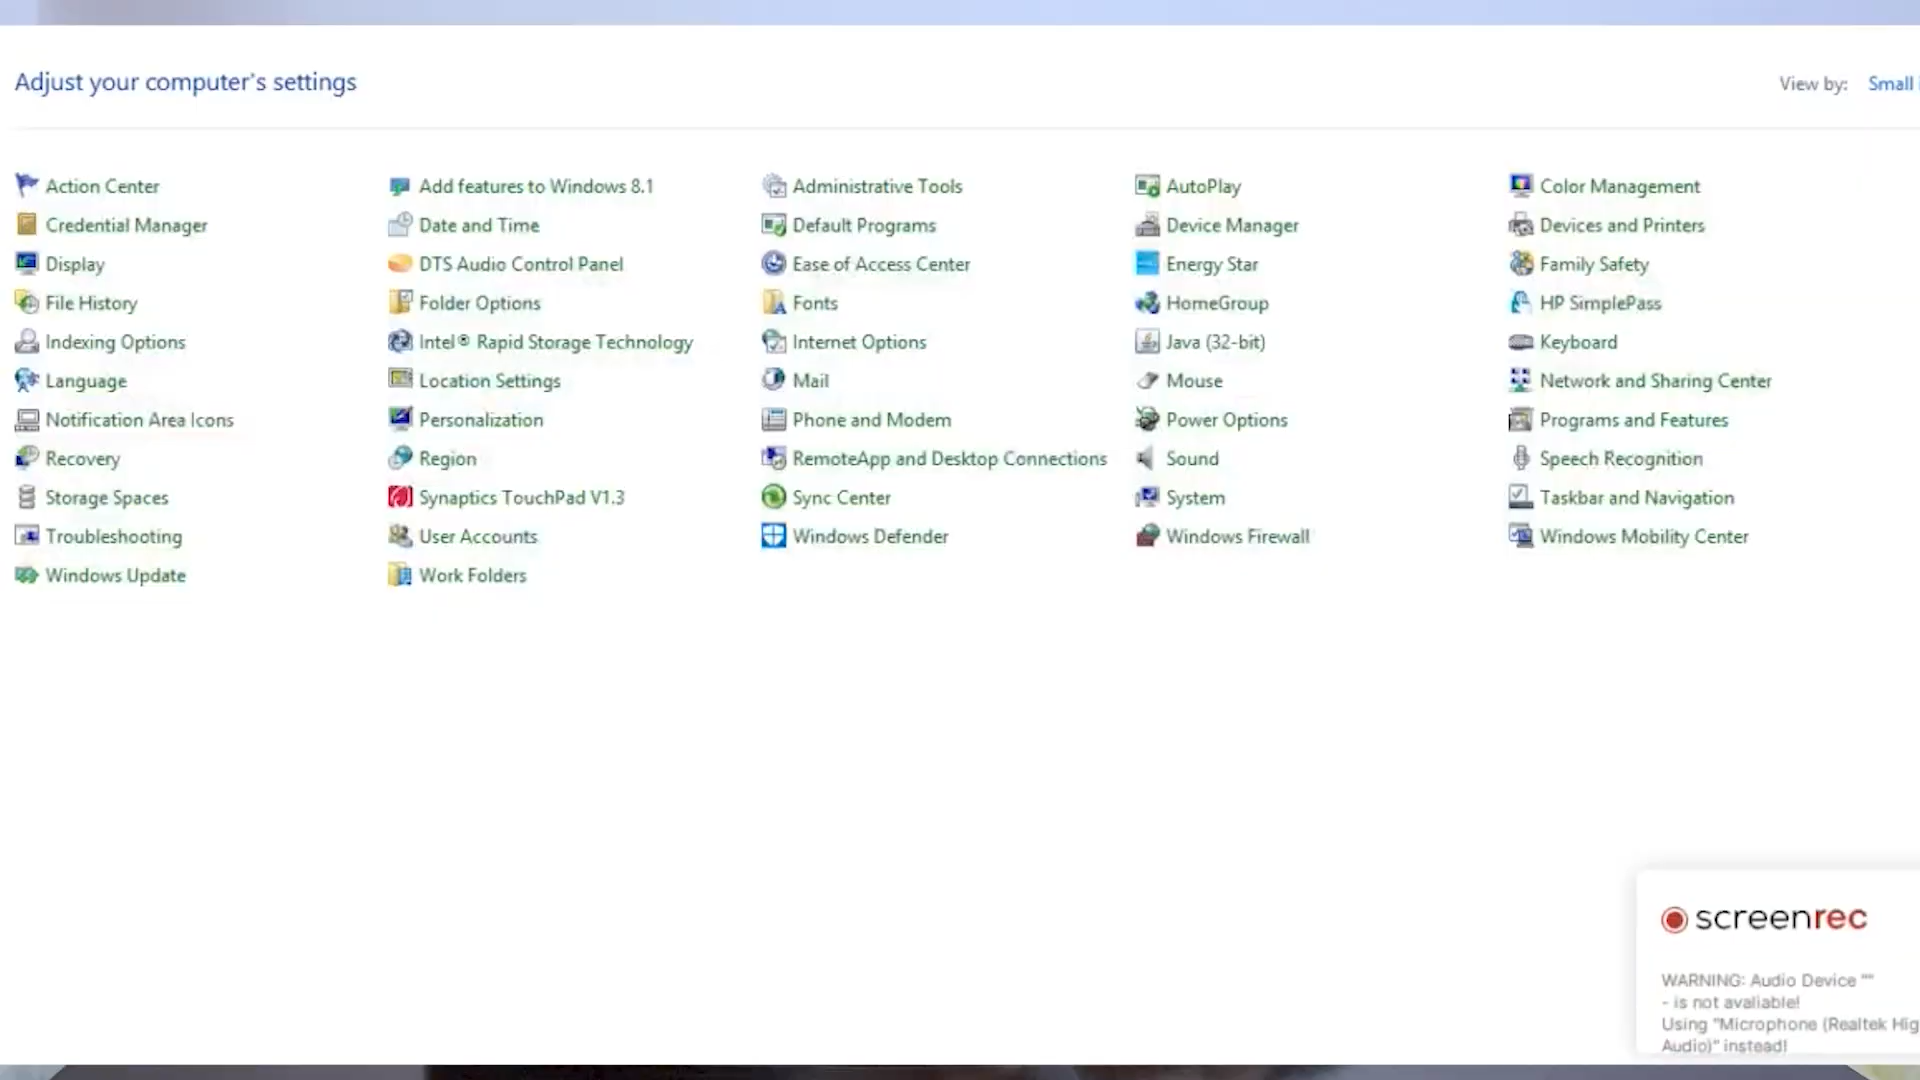 Adjust your computer's settings
View by: Small
Action Center
Add features to Windows 8.1
Administrative Tools
AutoPlay
Color Management
Credential Manager
Date and Time
Default Programs
Device Manager
Devices and Printers
Display
DTS Audio Control Panel
Ease of Access Center
Energy Star
Family Safety
File History
Folder Options
Fonts
HomeGroup
HP SimplePass
Indexing Options
Intel® Rapid Storage Technology
Internet Options
Java (32-bit)
Keyboard
Language
Location Settings
Mail
Mouse
Network and Sharing Center
Notification Area Icons
Personalization
Phone and Modem
Power Options
Programs and Features
Recovery
Region
RemoteApp and Desktop Connections
Sound
Speech Recognition
Storage Spaces
Synaptics TouchPad V1.3
Sync Center
System
Taskbar and Navigation
Troubleshooting
User Accounts
Windows Defender
Windows Firewall
Windows Mobility Center
Windows Update
Work Folders
screenrec
WARNING: Audio Device ""
- is not avaliable!
Using "Microphone (Realtek Hig
Audio)" instead!